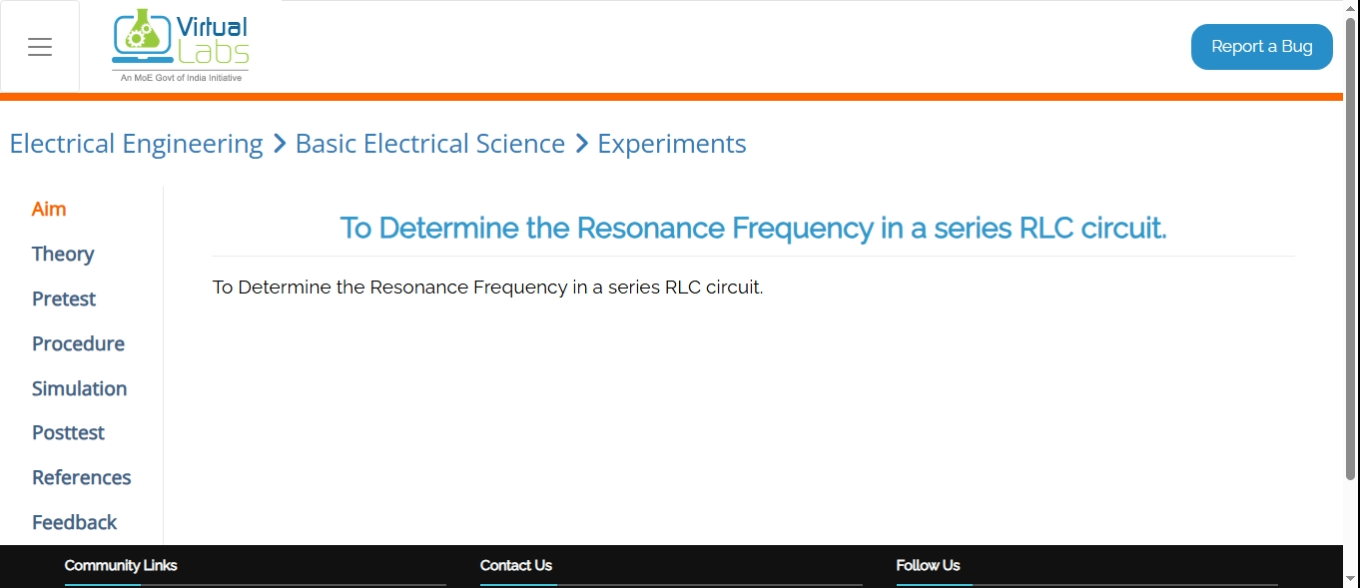 Virtual
Labs
An MoE Govt of India Initiative
Report a Bug
Electrical Engineering > Basic Electrical Science > Experiments
Aim
Theory
Pretest
Procedure
Simulation
Posttest
References
Feedback
To Determine the Resonance Frequency in a series RLC circuit.
To Determine the Resonance Frequency in a series RLC circuit.
Community Links
Contact Us
Follow Us